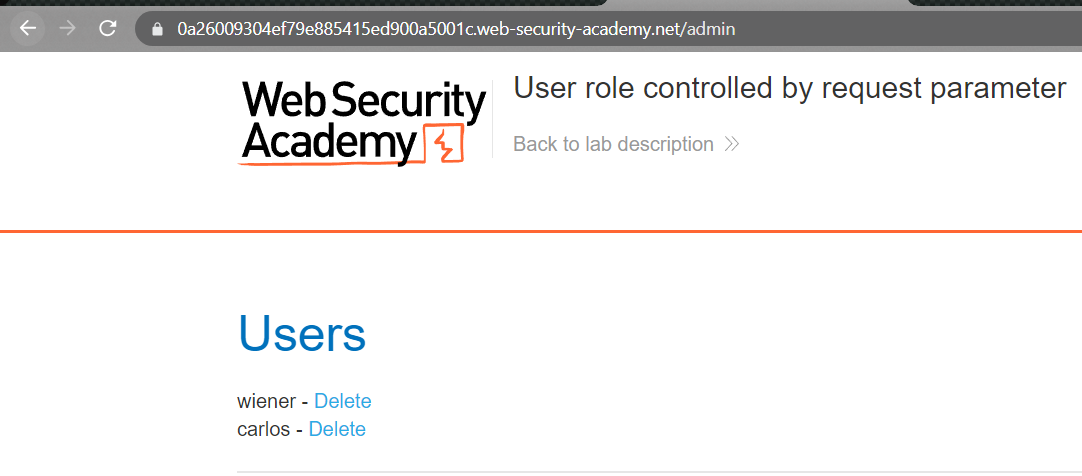 0a26009304ef79e885415ed900a5001c.web-security-academy.net/admin
Web Security
Academy
User role controlled by request parameter
Back to lab description
Users
wiener - Delete
carlos - Delete